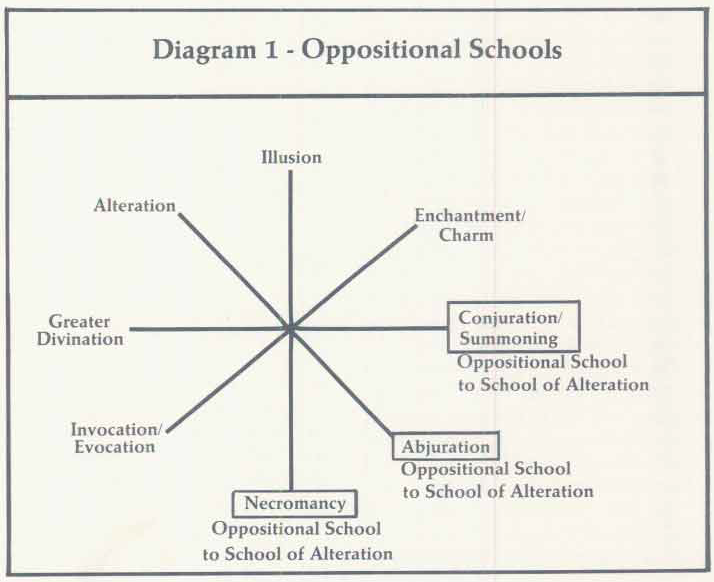 Diagram 1 - Oppositional Schools
Illusion
Alteration
Enchantment/
Charm
Greater
Divination
Conjuration/
Summoning
Oppositional School
to School of Alteration
Invocation/
Evocation
Abjuration
Oppositional School
to School of Alteration
Necromancy
Oppositional School
to School of Alteration